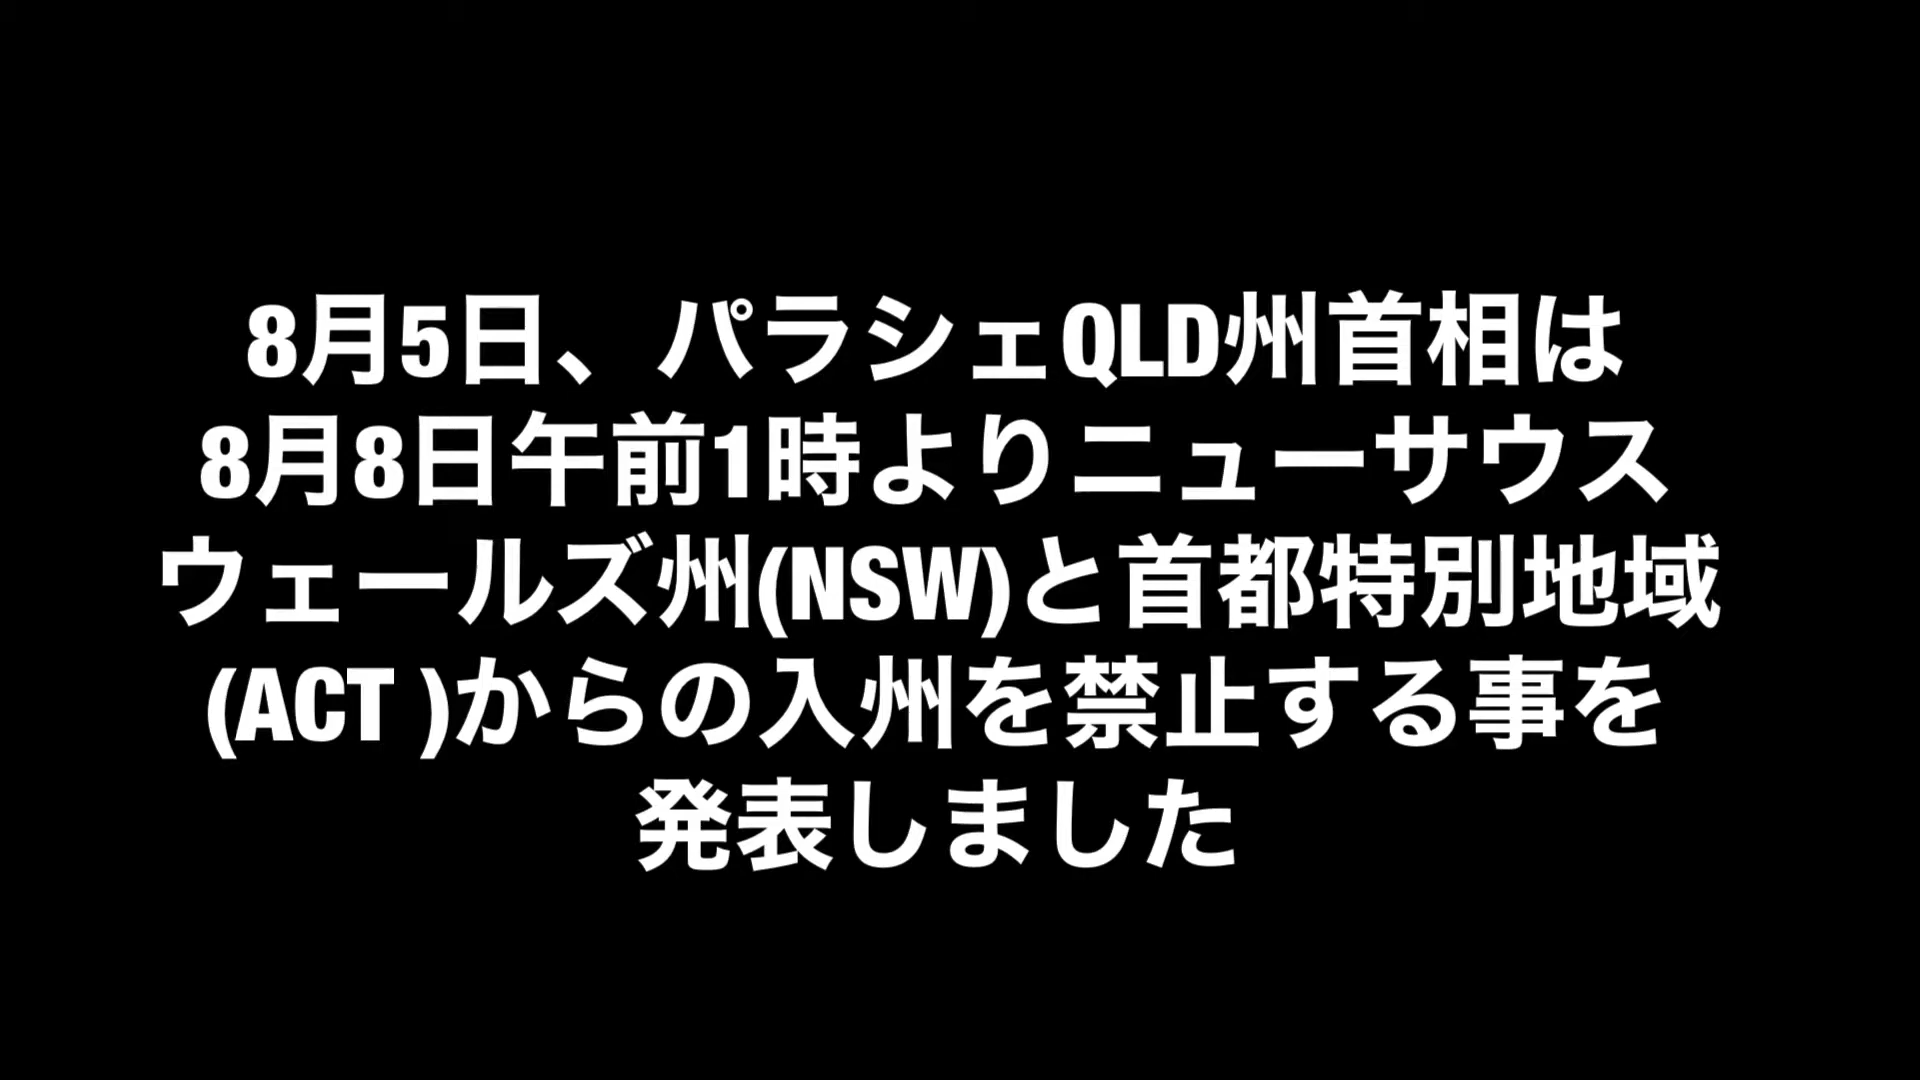 8月5日、パラシェQLD州首相は
8月8日午前1時よりニューサウス
ウェールズ州(NSW)と首都特別地域
(ACT )からの入州を禁止する事を
発表しました